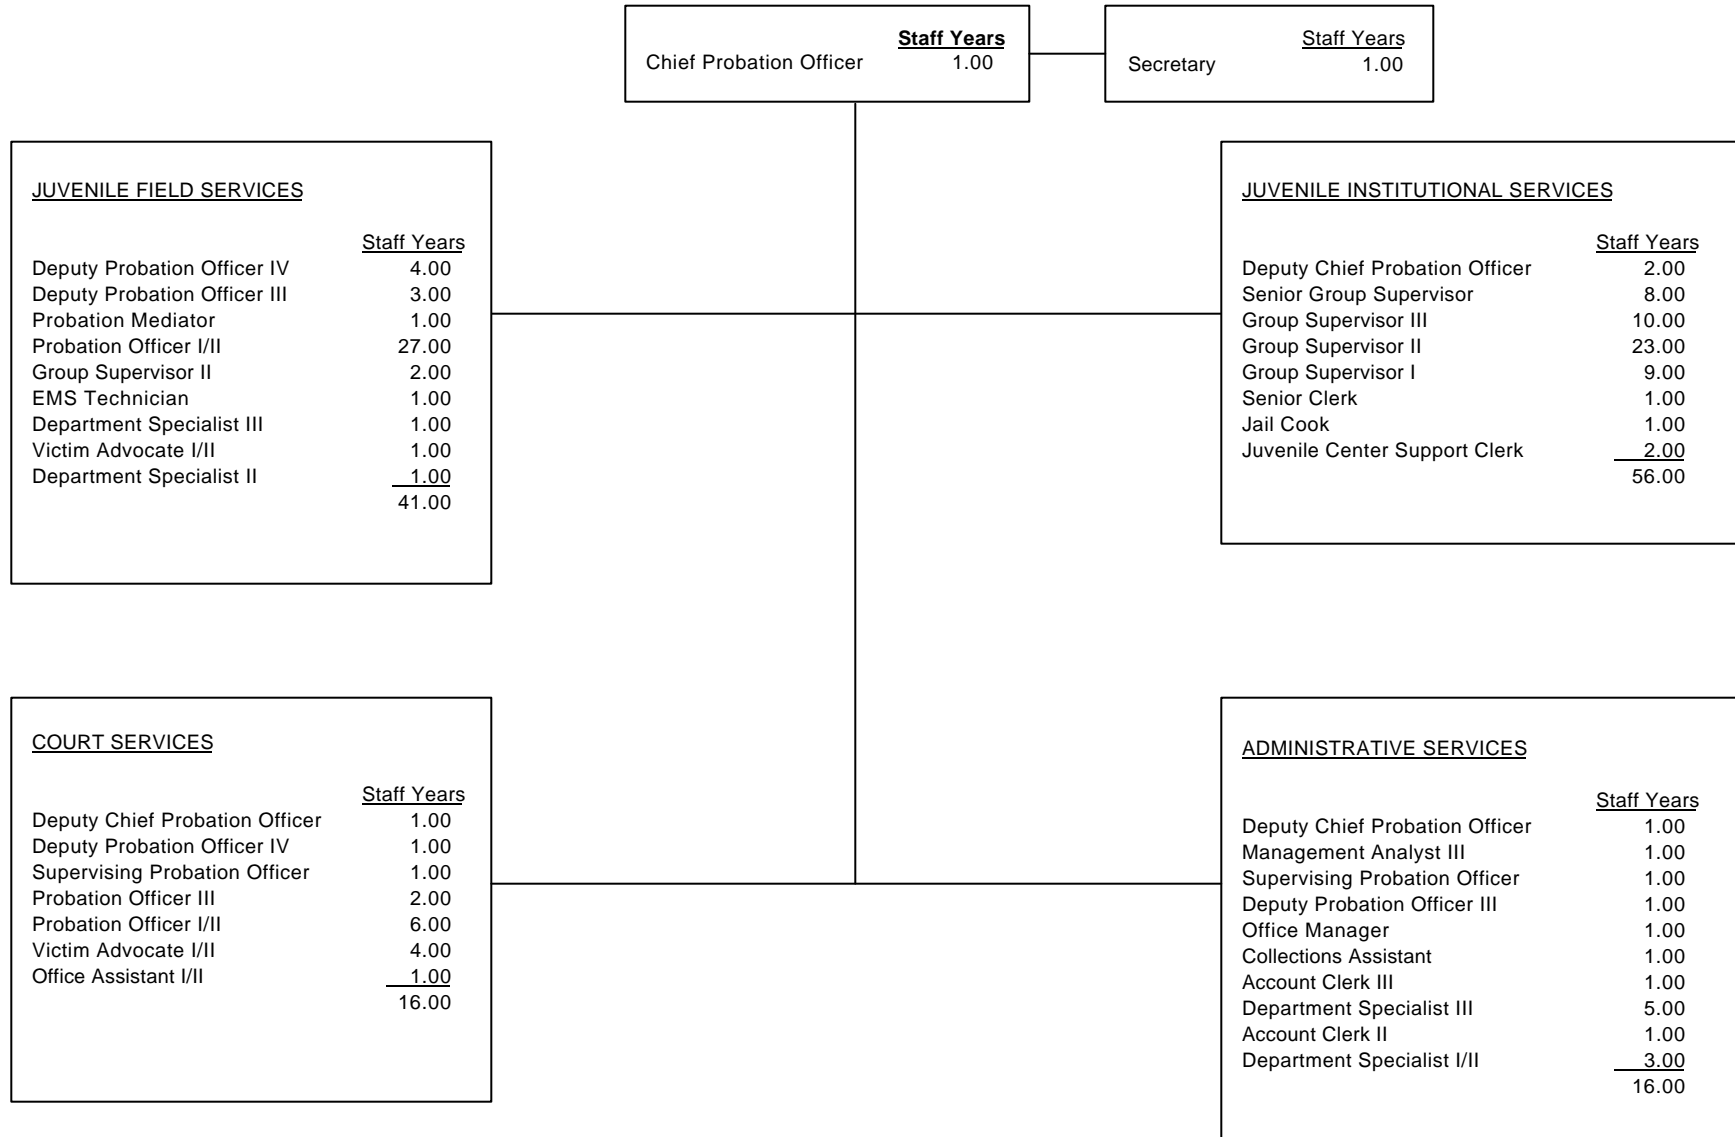 Staff Years
Chief Probation Officer 1.00
Staff Years
Secretary 1.00
JUVENILE FIELD SERVICES
Staff Years
Deputy Probation Officer IV 4.00
Deputy Probation Officer III 3.00
Probation Mediator 1.00
Probation Officer I/II 27.00
Group Supervisor II 2.00
EMS Technician 1.00
Department Specialist III 1.00
Victim Advocate I/II 1.00
Department Specialist II 1.00
41.00
JUVENILE INSTITUTIONAL SERVICES
Staff Years
Deputy Chief Probation Officer 2.00
Senior Group Supervisor 8.00
Group Supervisor III 10.00
Group Supervisor II 23.00
Group Supervisor I 9.00
Senior Clerk 1.00
Jail Cook 1.00
Juvenile Center Support Clerk 2.00
56.00
COURT SERVICES
Staff Years
Deputy Chief Probation Officer 1.00
Deputy Probation Officer IV 1.00
Supervising Probation Officer 1.00
Probation Officer III 2.00
Probation Officer I/II 6.00
Victim Advocate I/II 4.00
Office Assistant I/II 1.00
16.00
ADMINISTRATIVE SERVICES
Staff Years
Deputy Chief Probation Officer 1.00
Management Analyst III 1.00
Supervising Probation Officer 1.00
Deputy Probation Officer III 1.00
Office Manager 1.00
Collections Assistant 1.00
Account Clerk III 1.00
Department Specialist III 5.00
Account Clerk II 1.00
Department Specialist I/II 3.00
16.00